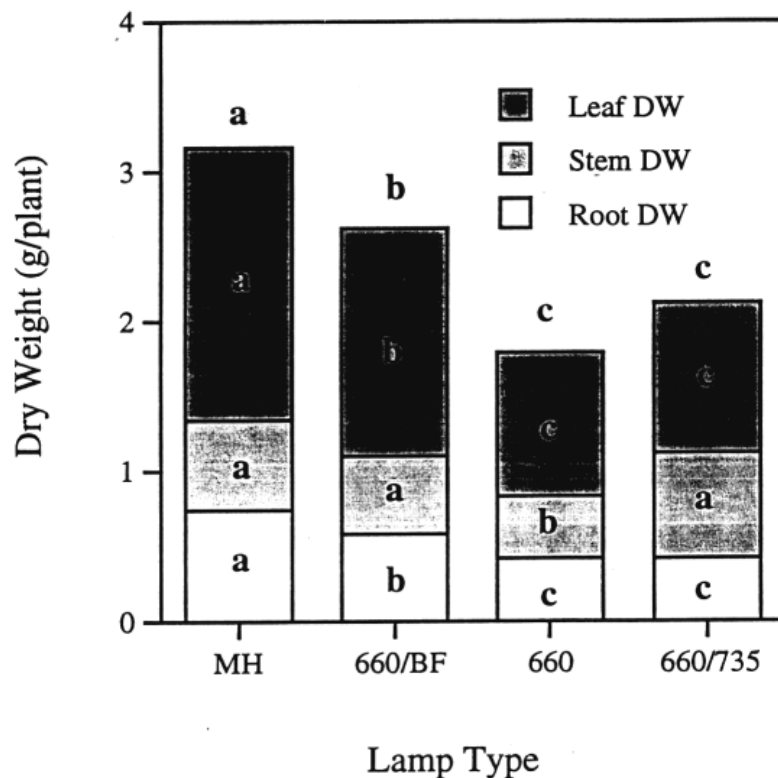 4
3
2
1
0
Dry Weight (g/plant)
Leaf DW
Stem DW
Root DW
a
a
a
a
b
b
a
b
c
c
b
c
c
c
a
c
MH
660/BF
660
660/735
Lamp Type